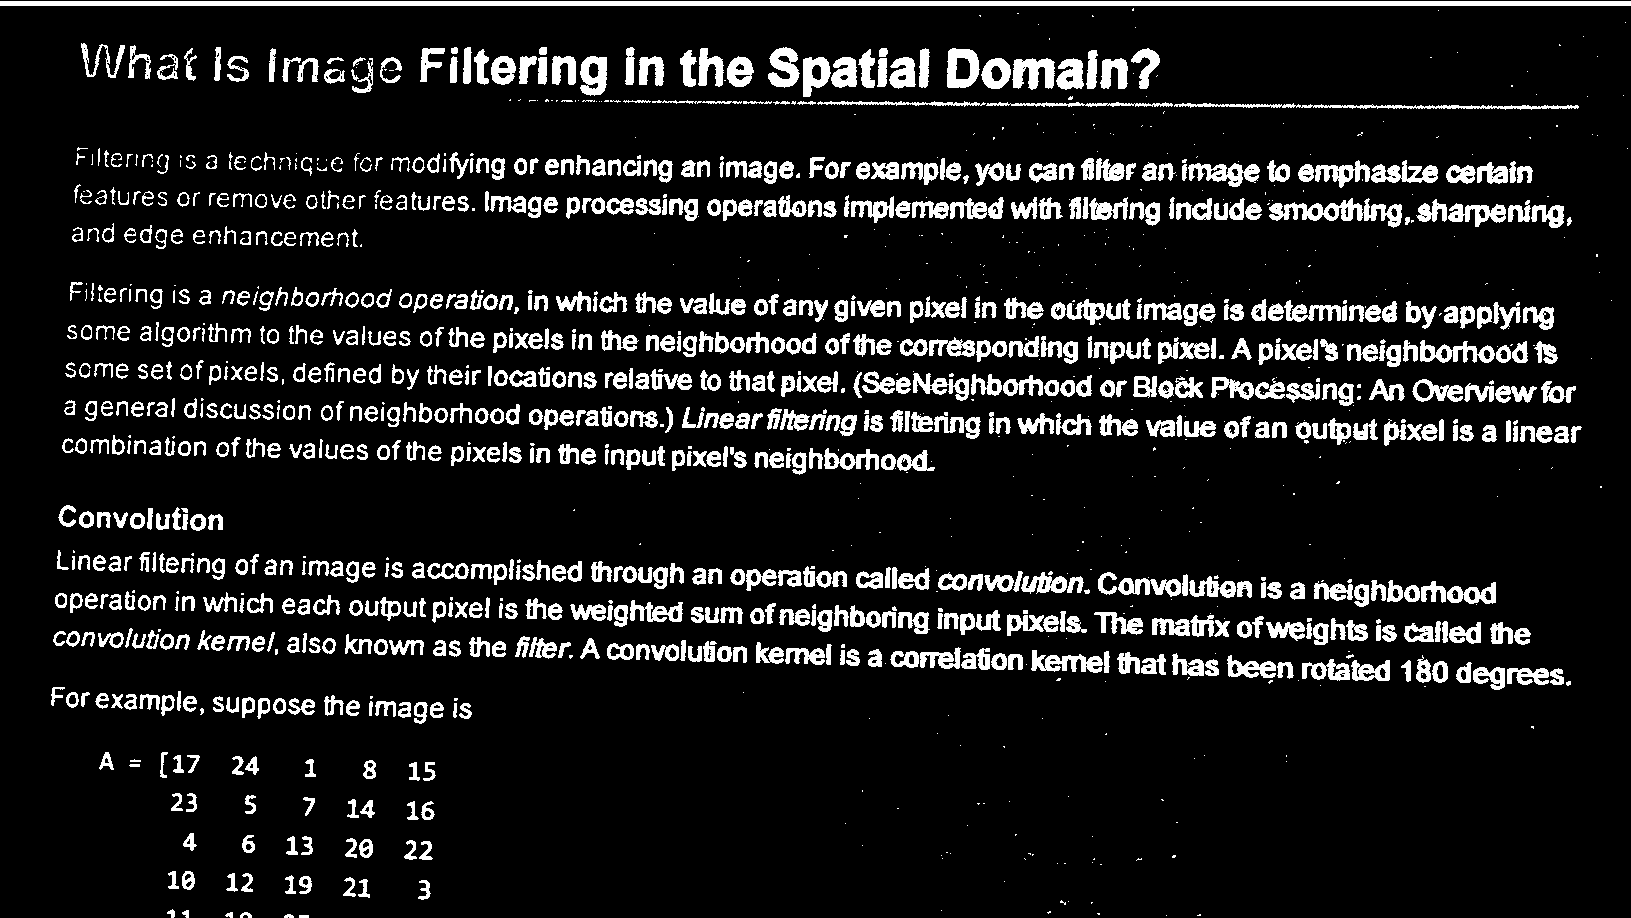 What Is Image Filtering in the Spatial Domain?
Filtering is a technique for modifying or enhancing an image. For example, you can filter an image to emphasize certain
features or remove other features. Image processing operations implemented with filtering include smoothing, sharpening,
and edge enhancement.
Filtering is a neighborhood operation, in which the value of any given pixel in the output image is determined by applying
some algorithm to the values of the pixels in the neighborhood of the corresponding input pixel. A pixel's neighborhood is
some set of pixels, defined by their locations relative to that pixel. (SeeNeighborhood or Block Processing: An Overview for
a general discussion of neighborhood operations.) Linear filtering is filtering in which the value of an output pixel is a linear
combination of the values of the pixels in the input pixel's neighborhood.
Convolution
Linear filtering of an image is accomplished through an operation called convolution. Convolution is a neighborhood
operation in which each output pixel is the weighted sum of neighboring input pixels. The matrix of weights is called the
convolution kernel, also known as the filter. A convolution kernel is a correlation kernel that has been rotated 180 degrees.
For example, suppose the image is
A = [17 24 1 8 15
23 5 7 14 16
4 6 13 20 22
10 12 19 21 3